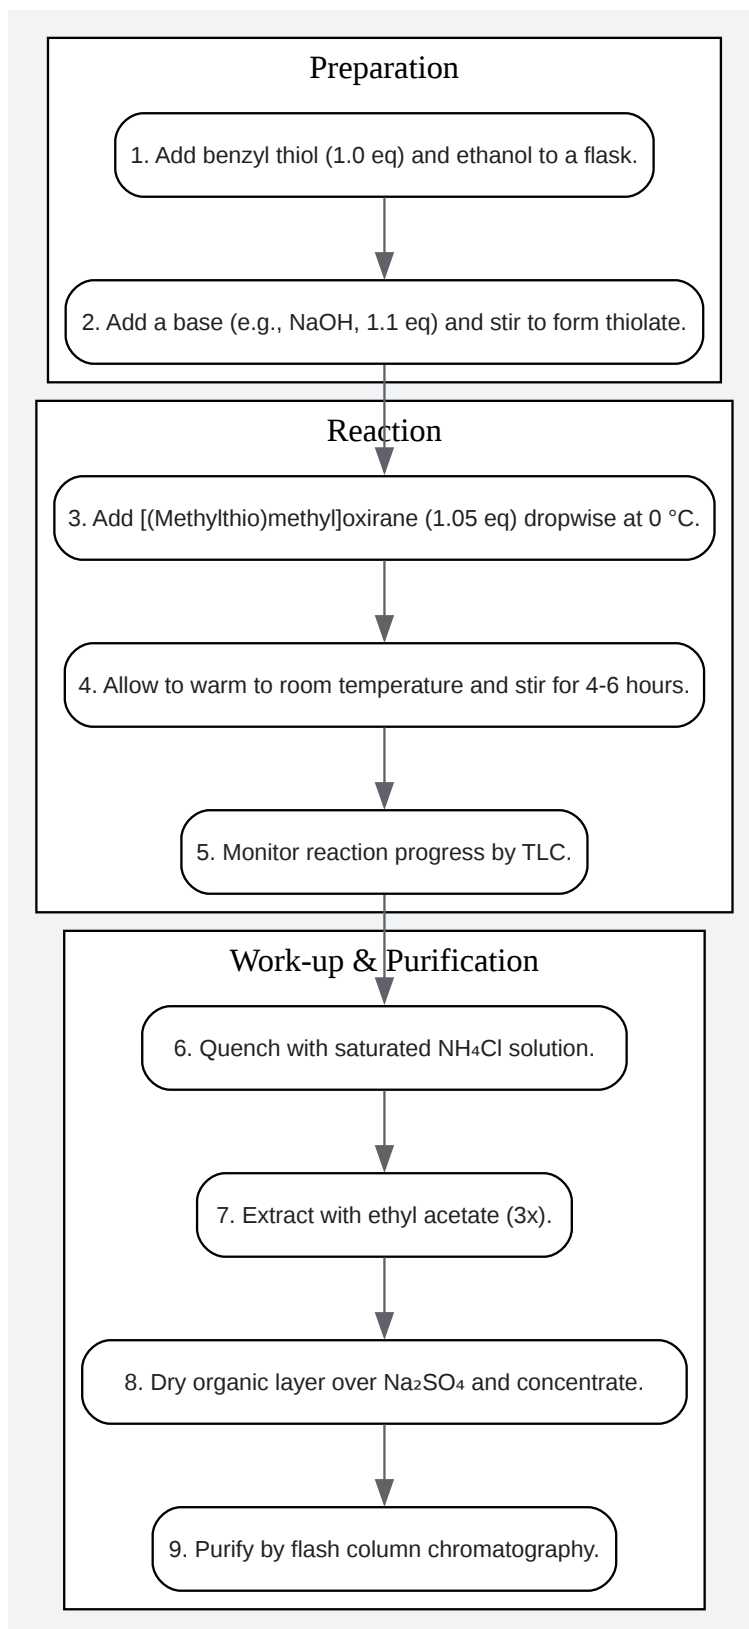 Preparation
1. Add benzyl thiol (1.0 eq) and ethanol to a flask.
2. Add a base (e.g., NaOH, 1.1 eq) and stir to form thiolate.
Reaction
3. Add [(Methylthio)methyl]oxirane (1.05 eq) dropwise at 0 °C.
4. Allow to warm to room temperature and stir for 4-6 hours.
5. Monitor reaction progress by TLC.
Work-up & Purification
6. Quench with saturated NH₄Cl solution.
7. Extract with ethyl acetate (3x).
8. Dry organic layer over Na₂SO₄ and concentrate.
9. Purify by flash column chromatography.